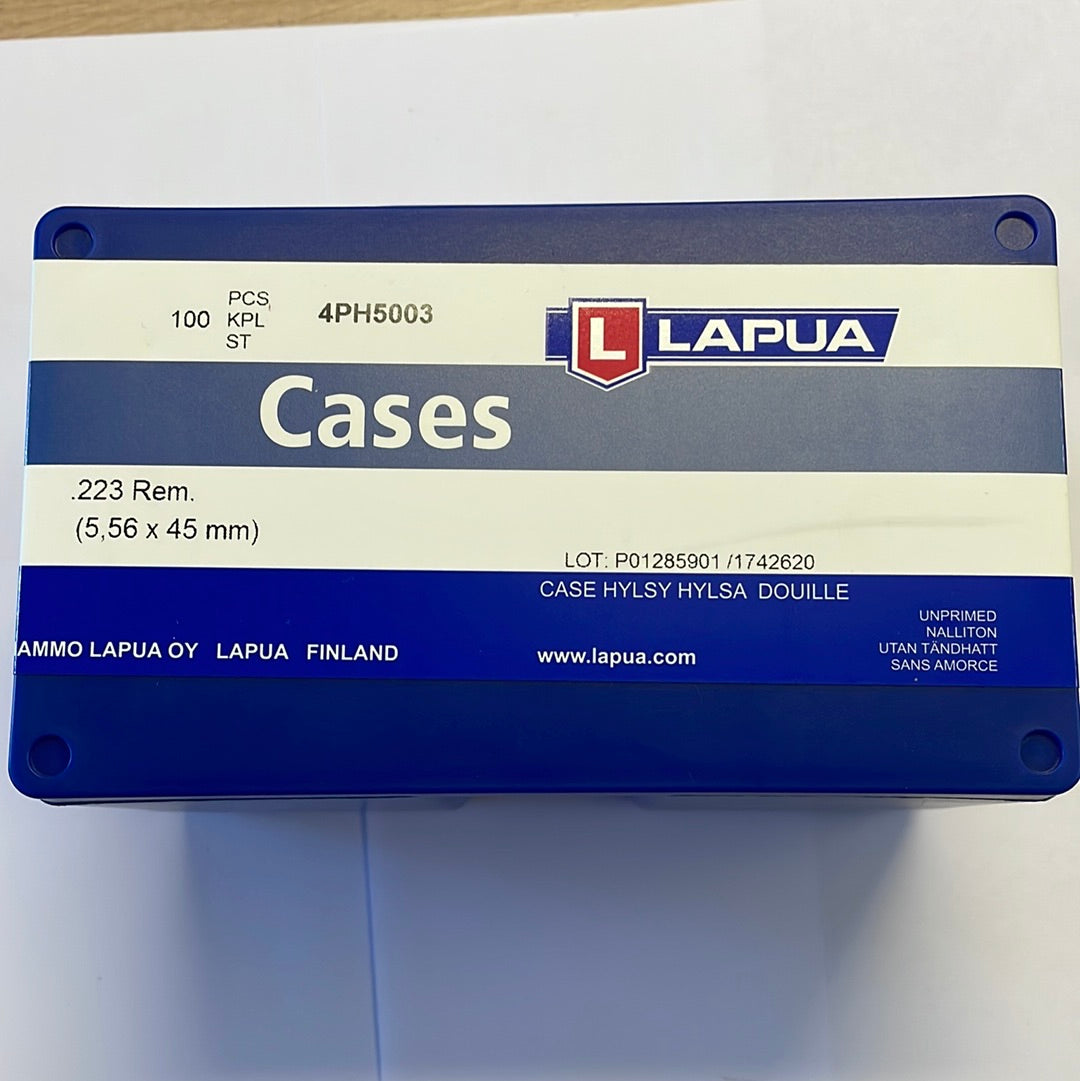 100 PCS
KPL
ST
4PH5003
L LAPUA
Cases
.223 Rem.
(5,56 x 45 mm)
LOT: P01285901 /1742620
CASE HYLSY HYLSA DOUILLE
UNPRIMED
NALLITON
UTAN TÄNDHATT
SANS AMORCE
AMMO LAPUA OY LAPUA FINLAND
www.lapua.com